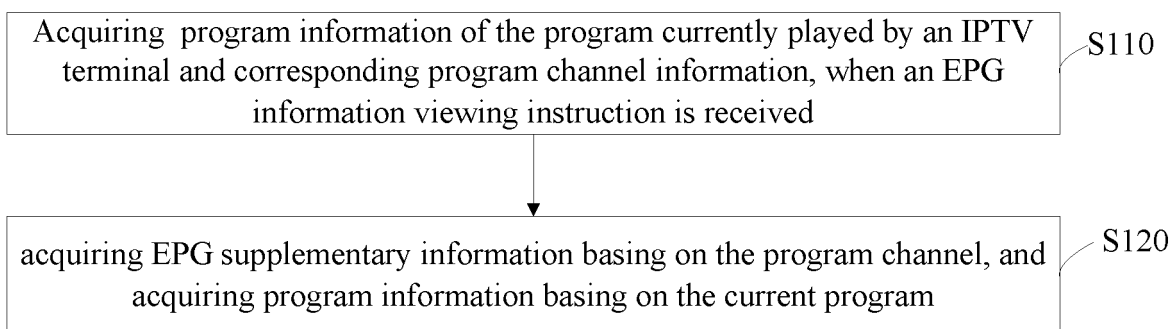 Acquiring program information of the program currently played by an IPTV
terminal and corresponding program channel information, when an EPG
information viewing instruction is received
S110
acquiring EPG supplementary information basing on the program channel, and
acquiring program information basing on the current program
S120